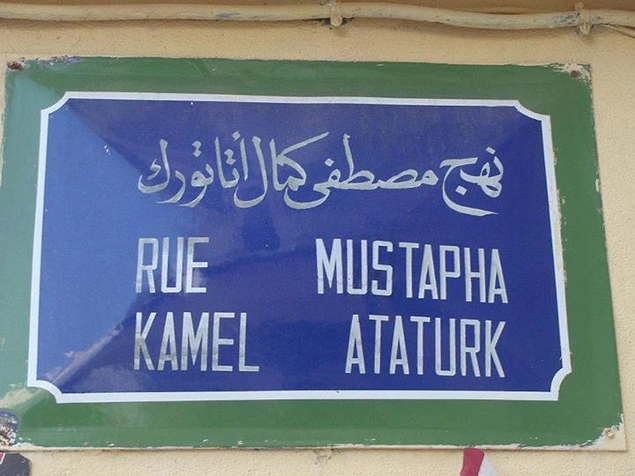 نهج مصطفى كمال أتاتورك
RUE MUSTAPHA
KAMEL ATATURK